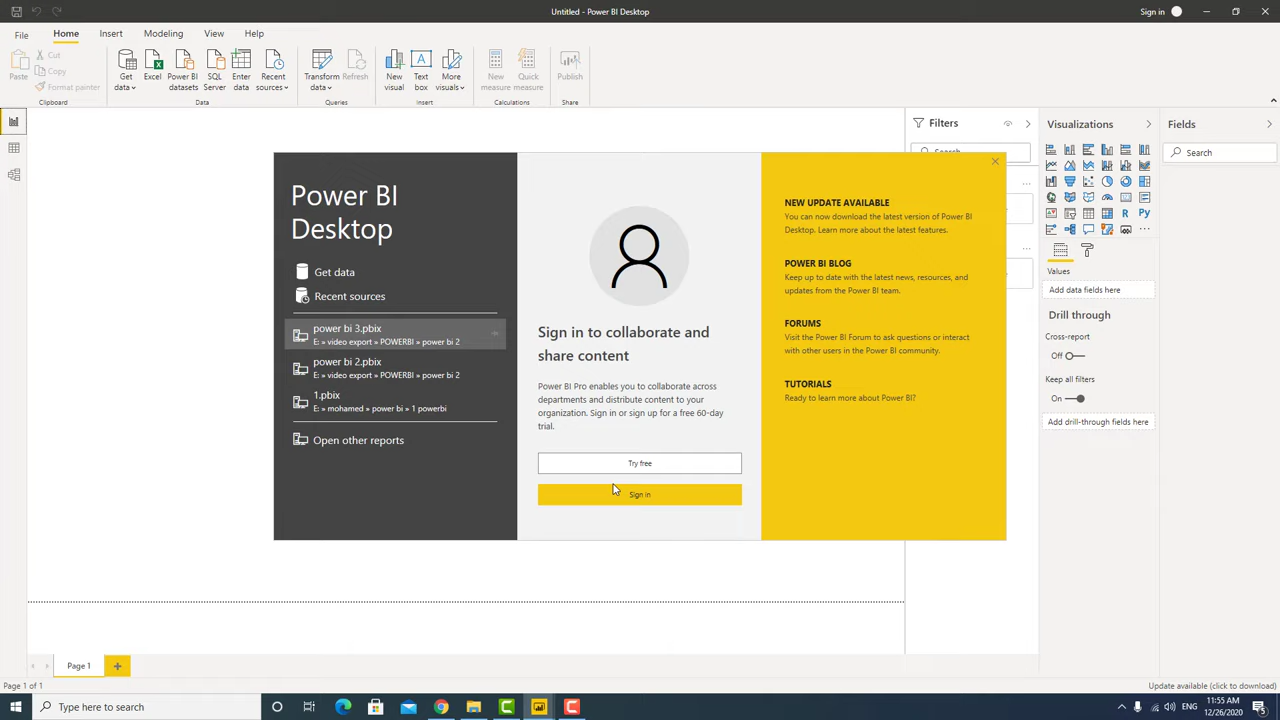 Untitled - Power BI Desktop
Sign in
File
Home
Insert
Modeling
View
Help
Paste
Cut
Copy
Format painter
Clipboard
Get
data
Excel
Power BI
datasets
SQL
Server
Enter
data
Recent
sources
Data
Transform
data
Refresh
Queries
New
visual
Text
box
More
visuals
Insert
New
measure
Quick
measure
Calculations
Publish
Share
Power BI
Desktop
Get data
Recent sources
power bi 3.pbix
E: » video export » POWERBI » power bi 2
power bi 2.pbix
E: » video export » POWERBI » power bi 2
1.pbix
E: » mohamed » power bi » 1 powerbi
Open other reports
Sign in to collaborate and
share content
Power BI Pro enables you to collaborate across
departments and distribute content to your
organization. Sign in or sign up for a free 60-day
trial.
Try free
Sign in
NEW UPDATE AVAILABLE
You can now download the latest version of Power BI
Desktop. Learn more about the latest features.
POWER BI BLOG
Keep up to date with the latest news, resources, and
updates from the Power BI team.
FORUMS
Visit the Power BI Forum to ask questions or interact
with other users in the Power BI community.
TUTORIALS
Ready to learn more about Power BI?
Filters
Search
Visualizations
R
Py
Values
Add data fields here
Drill through
Cross-report
Off
Keep all filters
On
Add drill-through fields here
Fields
Search
Page 1
Page 1 of 1
Update available (click to download)
Type here to search
ENG
11:55 AM
12/26/2020